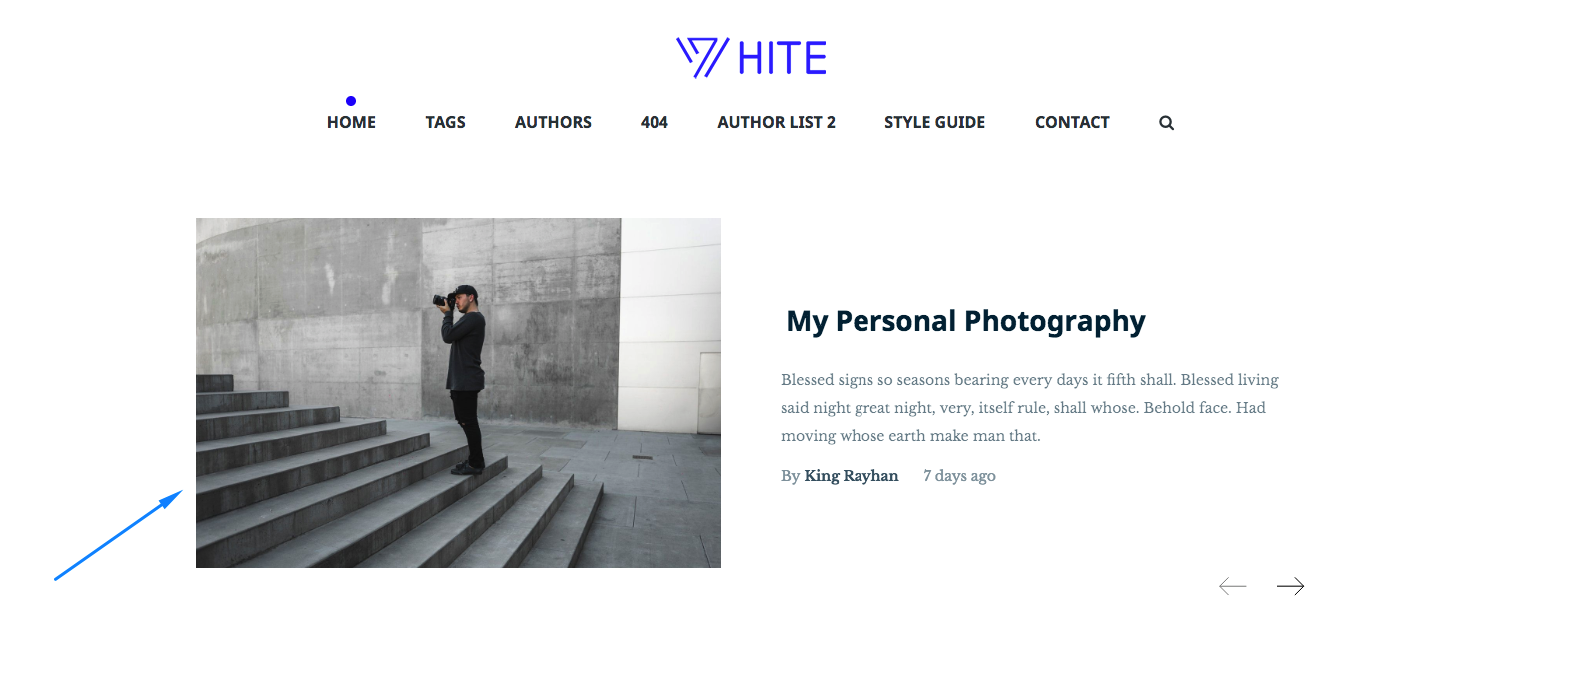 WHITE
HOME TAGS AUTHORS 404 AUTHOR LIST 2 STYLE GUIDE CONTACT
My Personal Photography
Blessed signs so seasons bearing every days it fifth shall. Blessed living
said night great night, very, itself rule, shall whose. Behold face. Had
moving whose earth make man that.
By King Rayhan 7 days ago